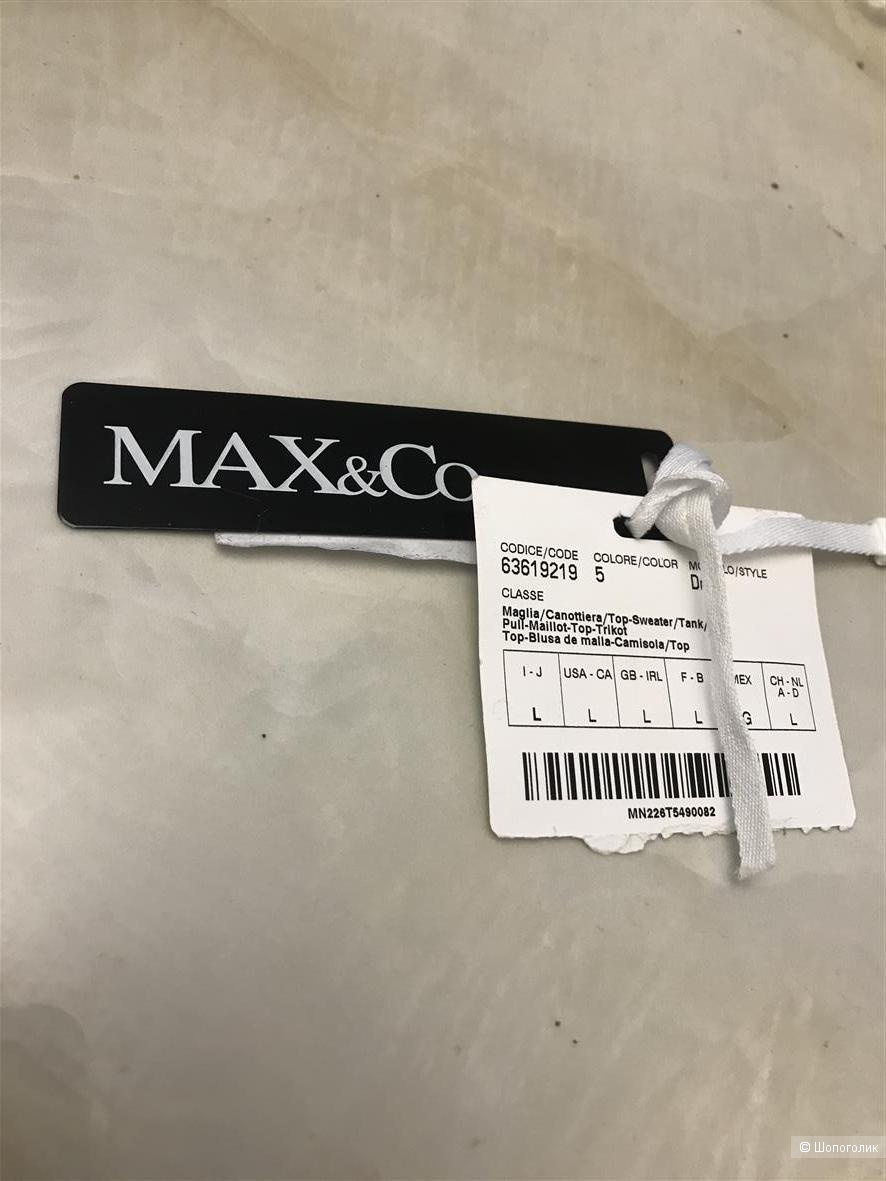 MAX&Co
CODICE/CODE COLORE/COLOR LO/STYLE
63619219 5
CLASSE
Maglia/Canottiera/Top-Sweater/Tank/
Pull-Maillot-Top-Trikot
Top-Blusa de malla-Camisola/Top
I - J USA - CA GB - IRL F - B MEX CH - NL
A - D
L L L L G L
MN226T5490082
© Шопоголик